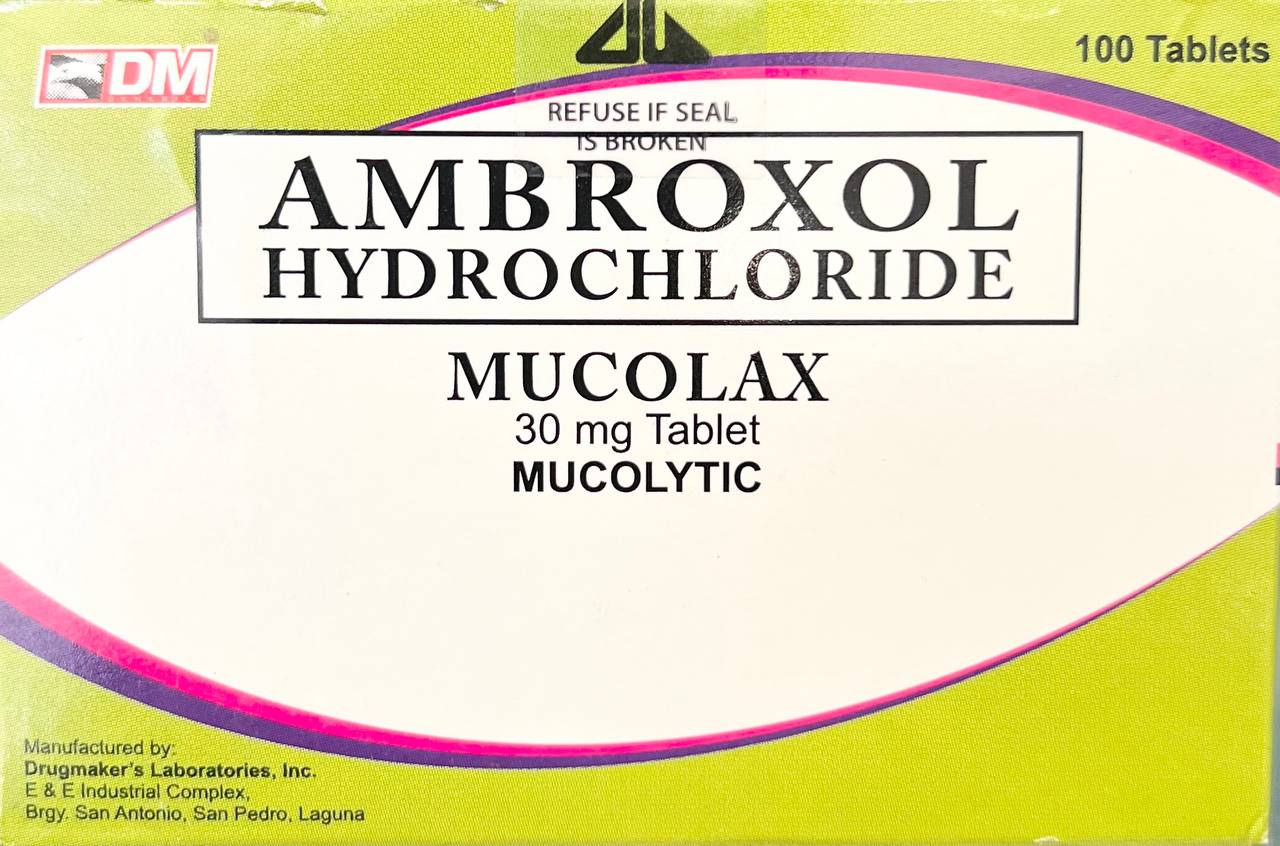 DM
100 Tablets
REFUSE IF SEAL
IS BROKEN
AMBROXOL
HYDROCHLORIDE
MUCOLAX
30 mg Tablet
MUCOLYTIC
Manufactured by:
Drugmaker's Laboratories, Inc.
E & E Industrial Complex,
Brgy. San Antonio, San Pedro, Laguna